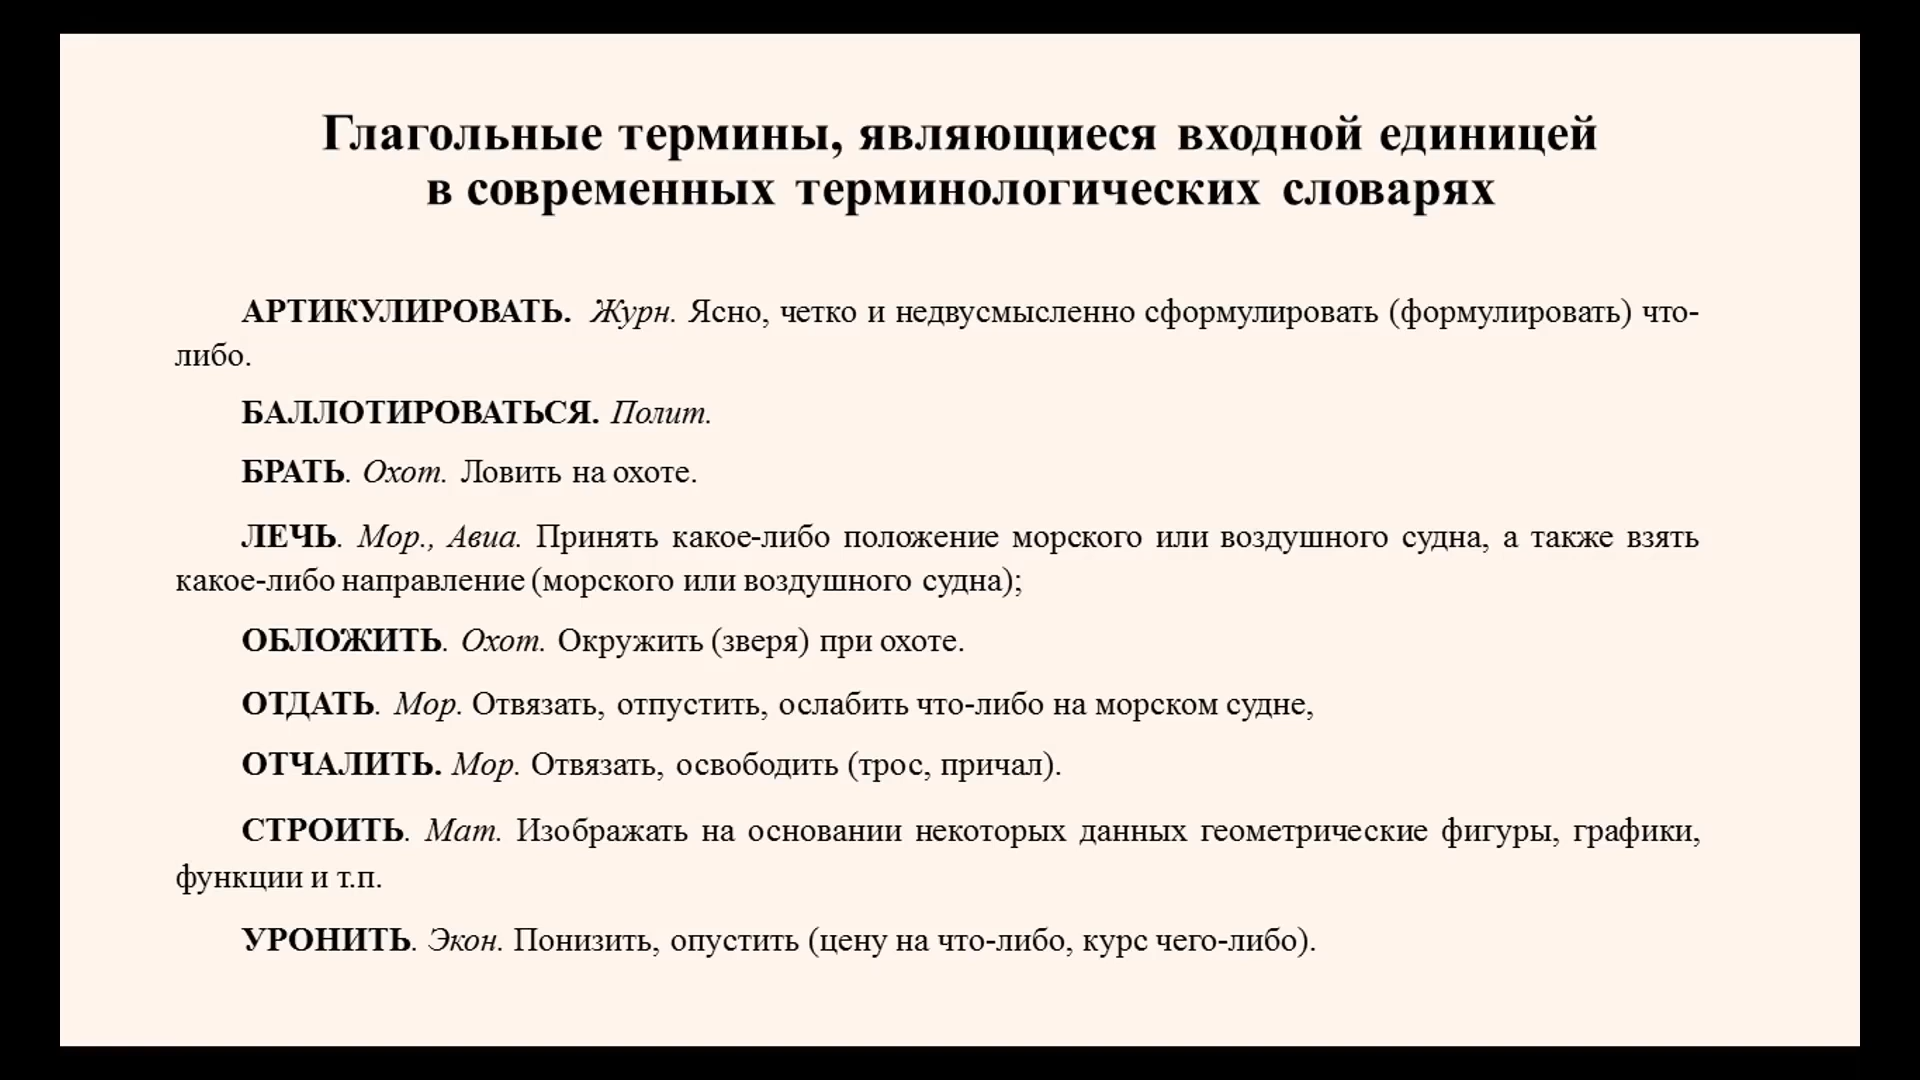 Глагольные термины, являющиеся входной единицей
в современных терминологических словарях
АРТИКУЛИРОВАТЬ. Журн. Ясно, четко и недвусмысленно сформулировать (формулировать) что-
либо.
БАЛЛОТИРОВАТЬСЯ. Полит.
БРАТЬ. Охот. Ловить на охоте.
ЛЕЧЬ. Мор., Авиа. Принять какое-либо положение морского или воздушного судна, а также взять
какое-либо направление (морского или воздушного судна);
ОБЛОЖИТЬ. Охот. Окружить (зверя) при охоте.
ОТДАТЬ. Мор. Отвязать, отпустить, ослабить что-либо на морском судне,
ОТЧАЛИТЬ. Мор. Отвязать, освободить (трос, причал).
СТРОИТЬ. Мат. Изображать на основании некоторых данных геометрические фигуры, графики,
функции и т.п.
УРОНИТЬ. Экон. Понизить, опустить (цену на что-либо, курс чего-либо).